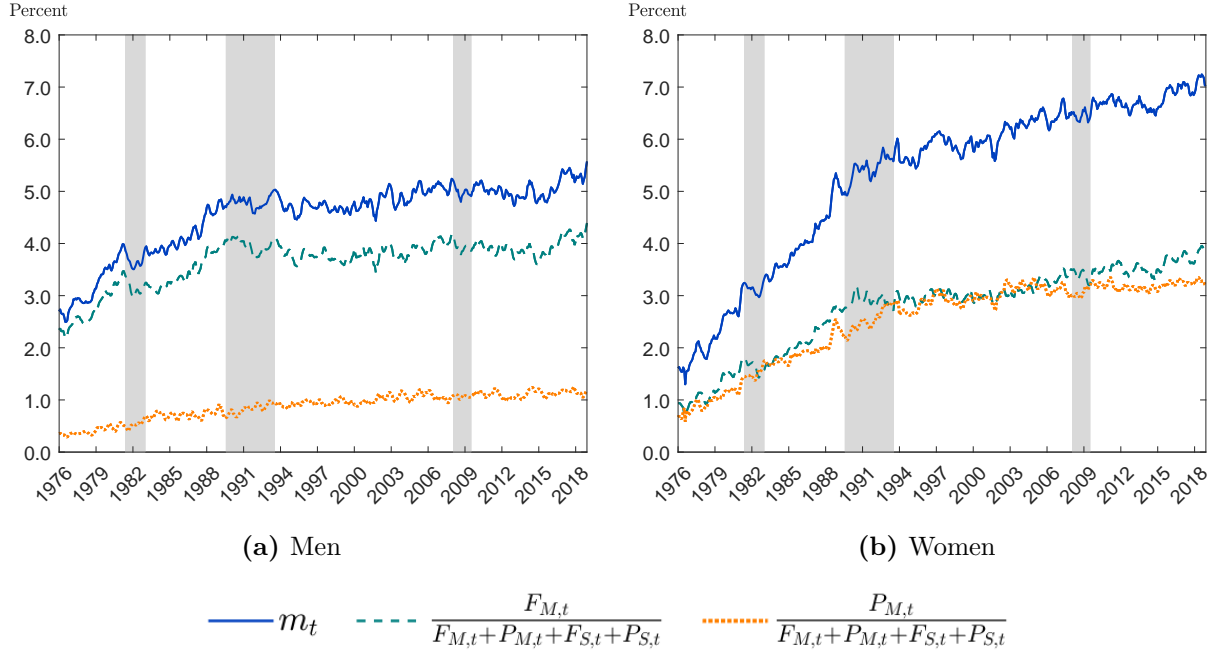 Percent
8.0
7.0
6.0
5.0
4.0
3.0
2.0
1.0
0.0
1976 1979 1982 1985 1988 1991 1994 1997 2000 2003 2006 2009 2012 2015 2018
(a) Men
Percent
8.0
7.0
6.0
5.0
4.0
3.0
2.0
1.0
0.0
1976 1979 1982 1985 1988 1991 1994 1997 2000 2003 2006 2009 2012 2015 2018
(b) Women
m_t
F_{M,t}
F_{M,t}+P_{M,t}+F_{S,t}+P_{S,t}
P_{M,t}
F_{M,t}+P_{M,t}+F_{S,t}+P_{S,t}